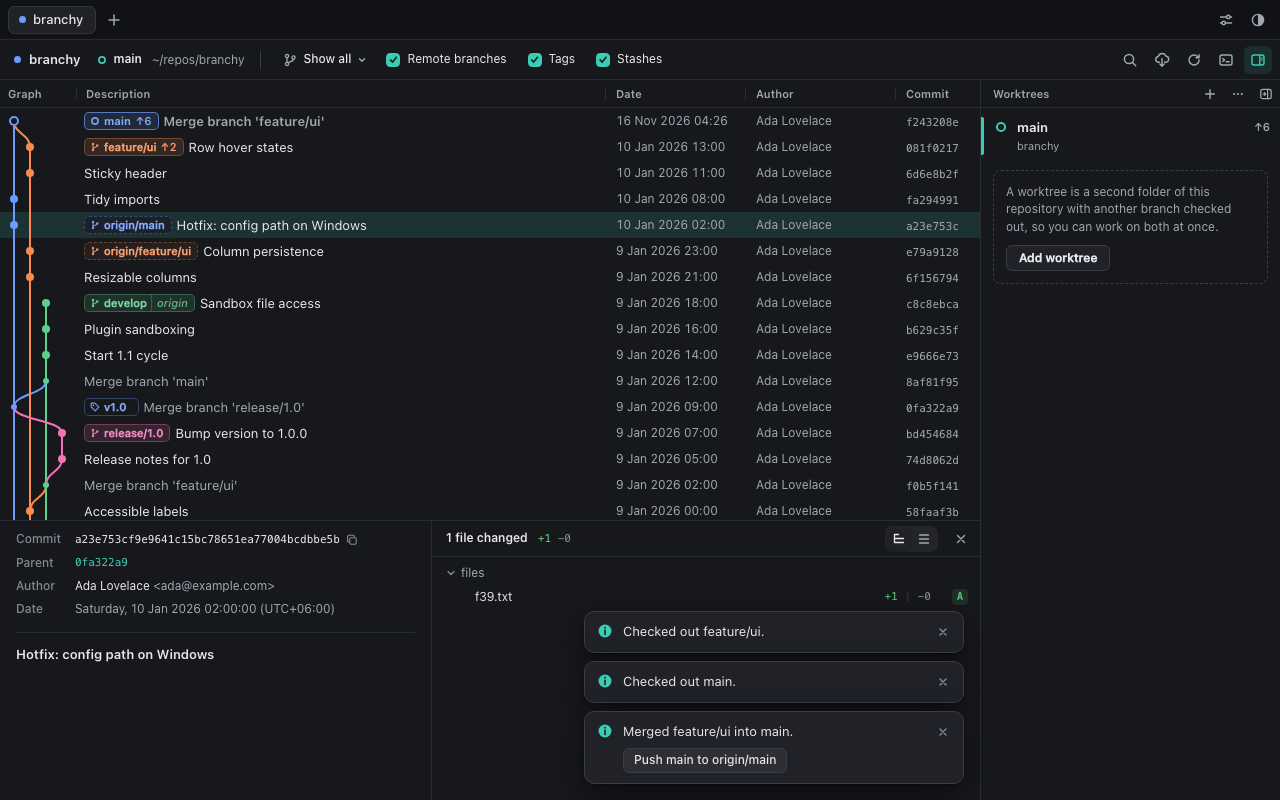 branchy
branchy main ~/repos/branchy Show all Remote branches Tags Stashes
Graph Description Date Author Commit Worktrees
main ↑6 Merge branch 'feature/ui' 16 Nov 2026 04:26 Ada Lovelace f243208e
feature/ui ↑2 Row hover states 10 Jan 2026 13:00 Ada Lovelace 081f0217
Sticky header 10 Jan 2026 11:00 Ada Lovelace 6d6e8b2f
Tidy imports 10 Jan 2026 08:00 Ada Lovelace fa294991
origin/main Hotfix: config path on Windows 10 Jan 2026 02:00 Ada Lovelace a23e753c
origin/feature/ui Column persistence 9 Jan 2026 23:00 Ada Lovelace e79a9128
Resizable columns 9 Jan 2026 21:00 Ada Lovelace 6f156794
develop origin Sandbox file access 9 Jan 2026 18:00 Ada Lovelace c8c8ebca
Plugin sandboxing 9 Jan 2026 16:00 Ada Lovelace b629c35f
Start 1.1 cycle 9 Jan 2026 14:00 Ada Lovelace e9666e73
Merge branch 'main' 9 Jan 2026 12:00 Ada Lovelace 8af81f95
v1.0 Merge branch 'release/1.0' 9 Jan 2026 09:00 Ada Lovelace 0fa322a9
release/1.0 Bump version to 1.0.0 9 Jan 2026 07:00 Ada Lovelace bd454684
Release notes for 1.0 9 Jan 2026 05:00 Ada Lovelace 74d8062d
Merge branch 'feature/ui' 9 Jan 2026 02:00 Ada Lovelace f0b5f141
Accessible labels 9 Jan 2026 00:00 Ada Lovelace 58faaf3b
main ↑6
branchy
A worktree is a second folder of this
repository with another branch checked
out, so you can work on both at once.
Add worktree
Commit a23e753cf9e9641c15bc78651ea77004bcdbbe5b
Parent 0fa322a9
Author Ada Lovelace <ada@example.com>
Date Saturday, 10 Jan 2026 02:00:00 (UTC+06:00)
Hotfix: config path on Windows
1 file changed +1 −0
files
f39.txt +1 −0 A
Checked out feature/ui.
Checked out main.
Merged feature/ui into main.
Push main to origin/main